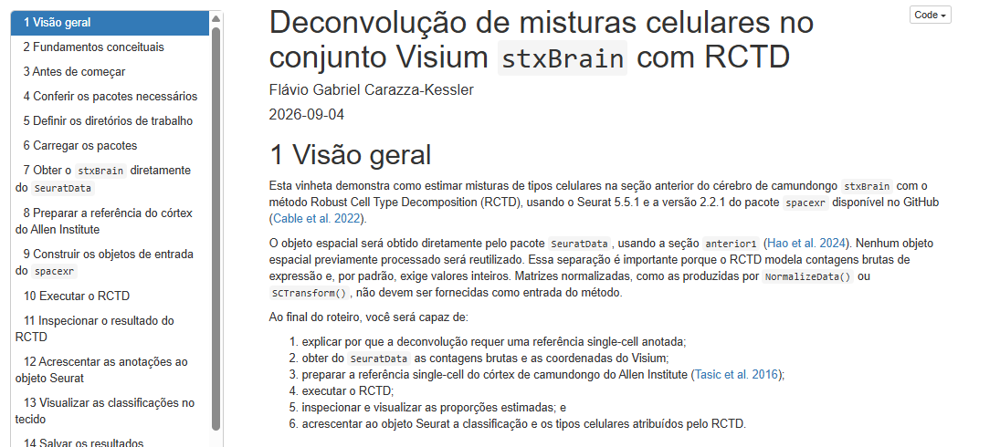 1 Visão geral
2 Fundamentos conceituais
3 Antes de começar
4 Conferir os pacotes necessários
5 Definir os diretórios de trabalho
6 Carregar os pacotes
7 Obter o stxBrain diretamente
do SeuratData
8 Preparar a referência do córtex
do Allen Institute
9 Construir os objetos de entrada
do spacexr
10 Executar o RCTD
11 Inspecionar o resultado do
RCTD
12 Acrescentar as anotações ao
objeto Seurat
13 Visualizar as classificações no
tecido
14 Salvar os resultados
Code
Deconvolução de misturas celulares no
conjunto Visium stxBrain com RCTD
Flávio Gabriel Carazza-Kessler
2026-09-04
1 Visão geral
Esta vinheta demonstra como estimar misturas de tipos celulares na seção anterior do cérebro de camundongo stxBrain com o
método Robust Cell Type Decomposition (RCTD), usando o Seurat 5.5.1 e a versão 2.2.1 do pacote spacexr disponível no GitHub
(Cable et al. 2022).
O objeto espacial será obtido diretamente pelo pacote SeuratData, usando a seção anterior1 (Hao et al. 2024). Nenhum objeto
espacial previamente processado será reutilizado. Essa separação é importante porque o RCTD modela contagens brutas de
expressão e, por padrão, exige valores inteiros. Matrizes normalizadas, como as produzidas por NormalizeData() ou
SCTransform(), não devem ser fornecidas como entrada do método.
Ao final do roteiro, você será capaz de:
1. explicar por que a deconvolução requer uma referência single-cell anotada;
2. obter do SeuratData as contagens brutas e as coordenadas do Visium;
3. preparar a referência single-cell do córtex de camundongo do Allen Institute (Tasic et al. 2016);
4. executar o RCTD;
5. inspecionar e visualizar as proporções estimadas; e
6. acrescentar ao objeto Seurat a classificação e os tipos celulares atribuídos pelo RCTD.